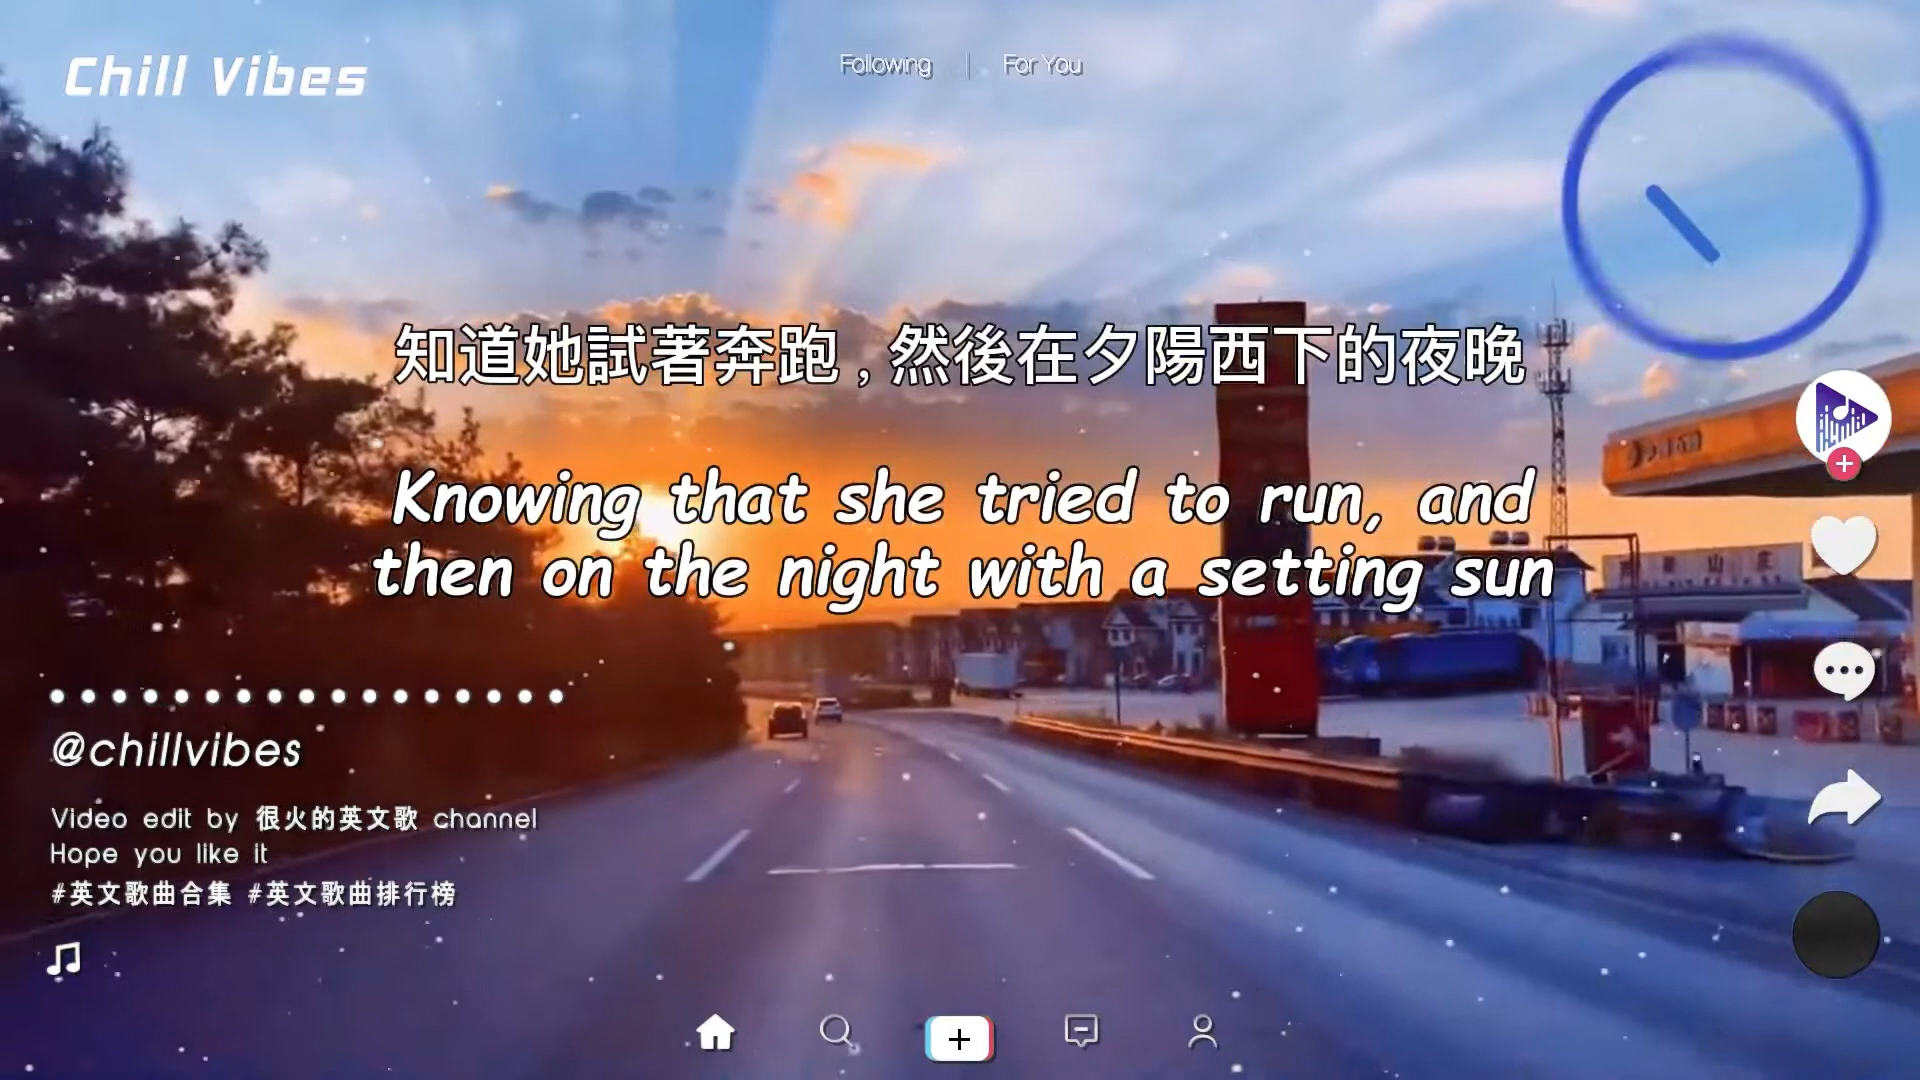 Chill Vibes
Following | For You
知道她試著奔跑 , 然後在夕陽西下的夜晚
Knowing that she tried to run, and
then on the night with a setting sun
@chillvibes
Video edit by 很火的英文歌 channel
Hope you like it
#英文歌曲合集 #英文歌曲排行榜